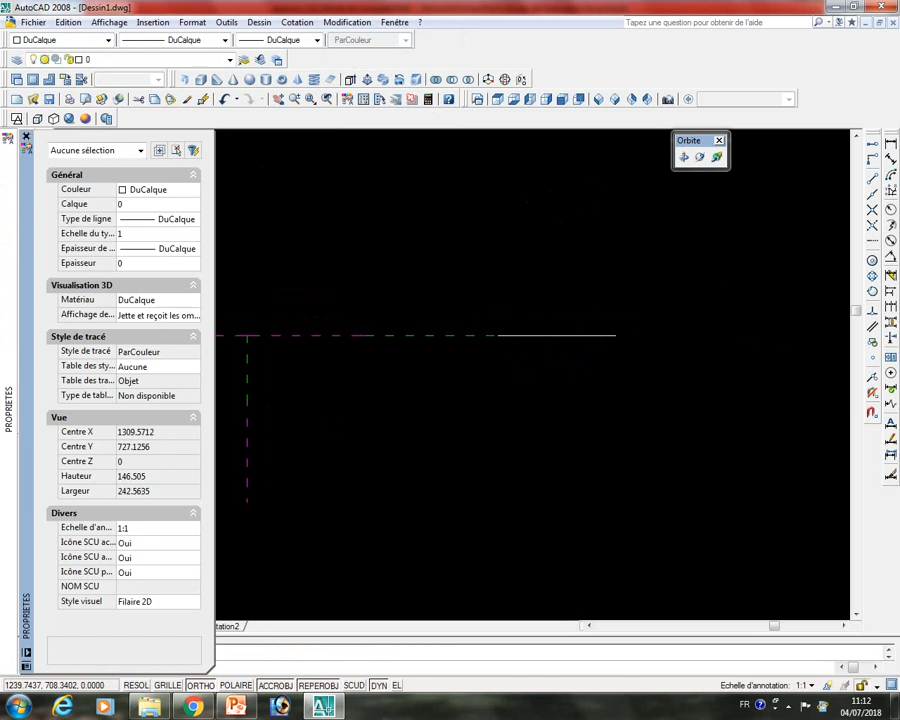 AutoCAD 2008 - [Dessin1.dwg]
Fichier Edition Affichage Insertion Format Outils Dessin Cotation Modification Fenêtre ? Tapez une question pour obtenir de l'aide
DuCalque DuCalque DuCalque ParCouleur
0
Orbite
Aucune sélection
Général
Couleur DuCalque
Calque 0
Type de ligne DuCalque
Echelle du ty... 1
Epaisseur de ... DuCalque
Epaisseur 0
Visualisation 3D
Matériau DuCalque
Affichage de... Jette et reçoit les om...
Style de tracé
Style de tracé ParCouleur
Table des sty... Aucune
Table des tra... Objet
Type de tabl... Non disponible
Vue
Centre X 1309.5712
Centre Y 727.1256
Centre Z 0
Hauteur 146.505
Largeur 242.5635
Divers
Echelle d'an... 1:1
Icône SCU ac... Oui
Icône SCU a... Oui
Icône SCU p... Oui
NOM SCU
Style visuel Filaire 2D
PROPRIETES
PROPRIETES
tation2
1239.7437, 708.3402, 0.0000 RESOL GRILLE ORTHO POLAIRE ACCROBJ REPEROBJ SCUD DYN EL Echelle d'annotation: 1:1
FR 11:12
04/07/2018